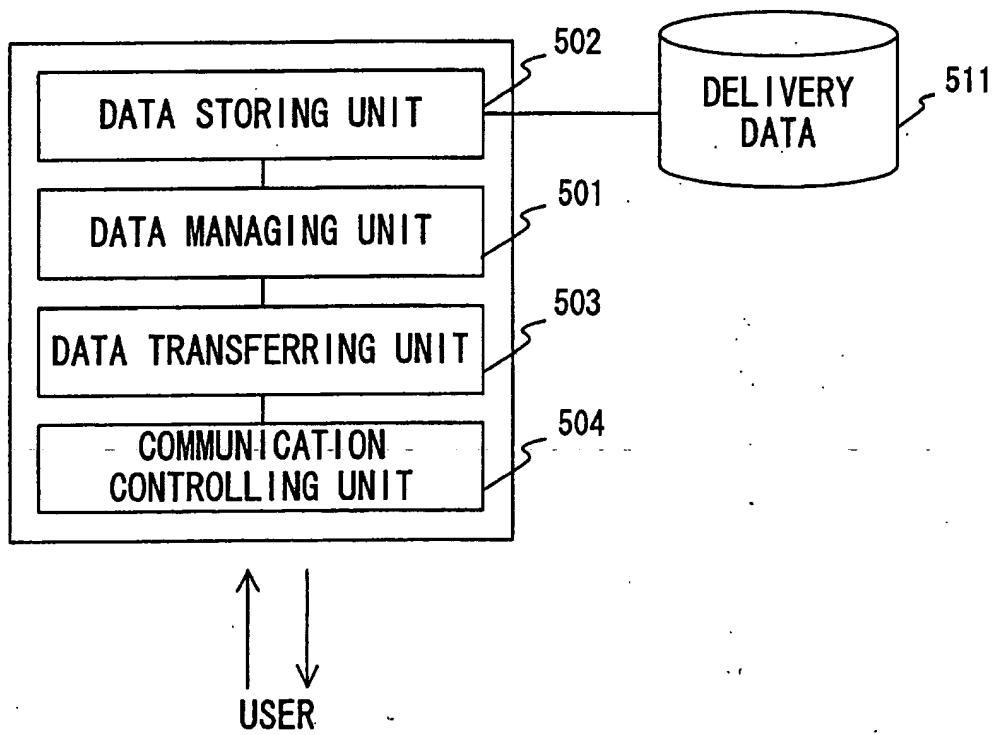 502
DATA STORING UNIT
DELIVERY
DATA
511
501
DATA MANAGING UNIT
503
DATA TRANSFERRING UNIT
504
COMMUNICATION
CONTROLLING UNIT
USER